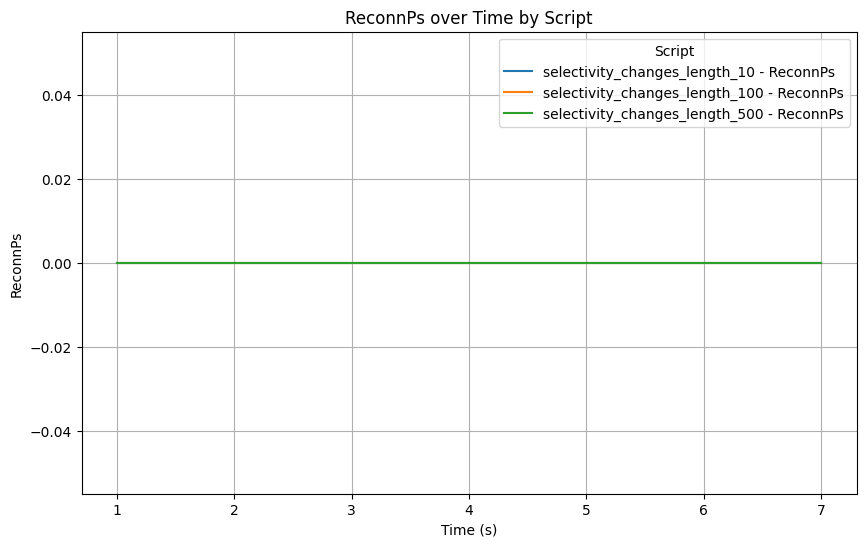 ReconnPs over Time by Script
Script
selectivity_changes_length_10 - ReconnPs
selectivity_changes_length_100 - ReconnPs
selectivity_changes_length_500 - ReconnPs
ReconnPs
0.04
0.02
0.00
−0.02
−0.04
1 2 3 4 5 6 7
Time (s)